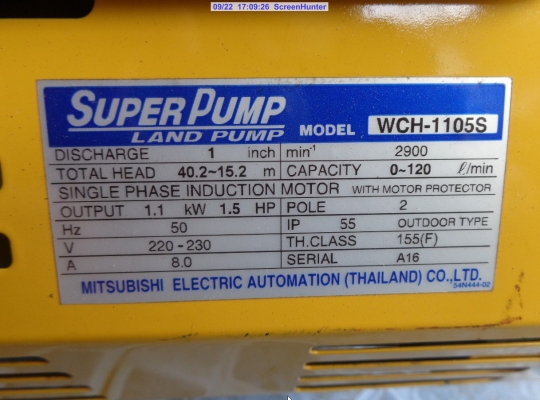 09/22 17:09:26 ScreenHunter
SUPER PUMP
LAND PUMP MODEL WCH-1105S
DISCHARGE 1 inch min⁻¹ 2900
TOTAL HEAD 40.2~15.2 m CAPACITY 0~120 ℓ/min
SINGLE PHASE INDUCTION MOTOR WITH MOTOR PROTECTOR
OUTPUT 1.1 kW 1.5 HP POLE 2
Hz 50 IP 55 OUTDOOR TYPE
V 220-230 TH.CLASS 155(F)
A 8.0 SERIAL A16
MITSUBISHI ELECTRIC AUTOMATION (THAILAND) CO.,LTD.
54N444-02